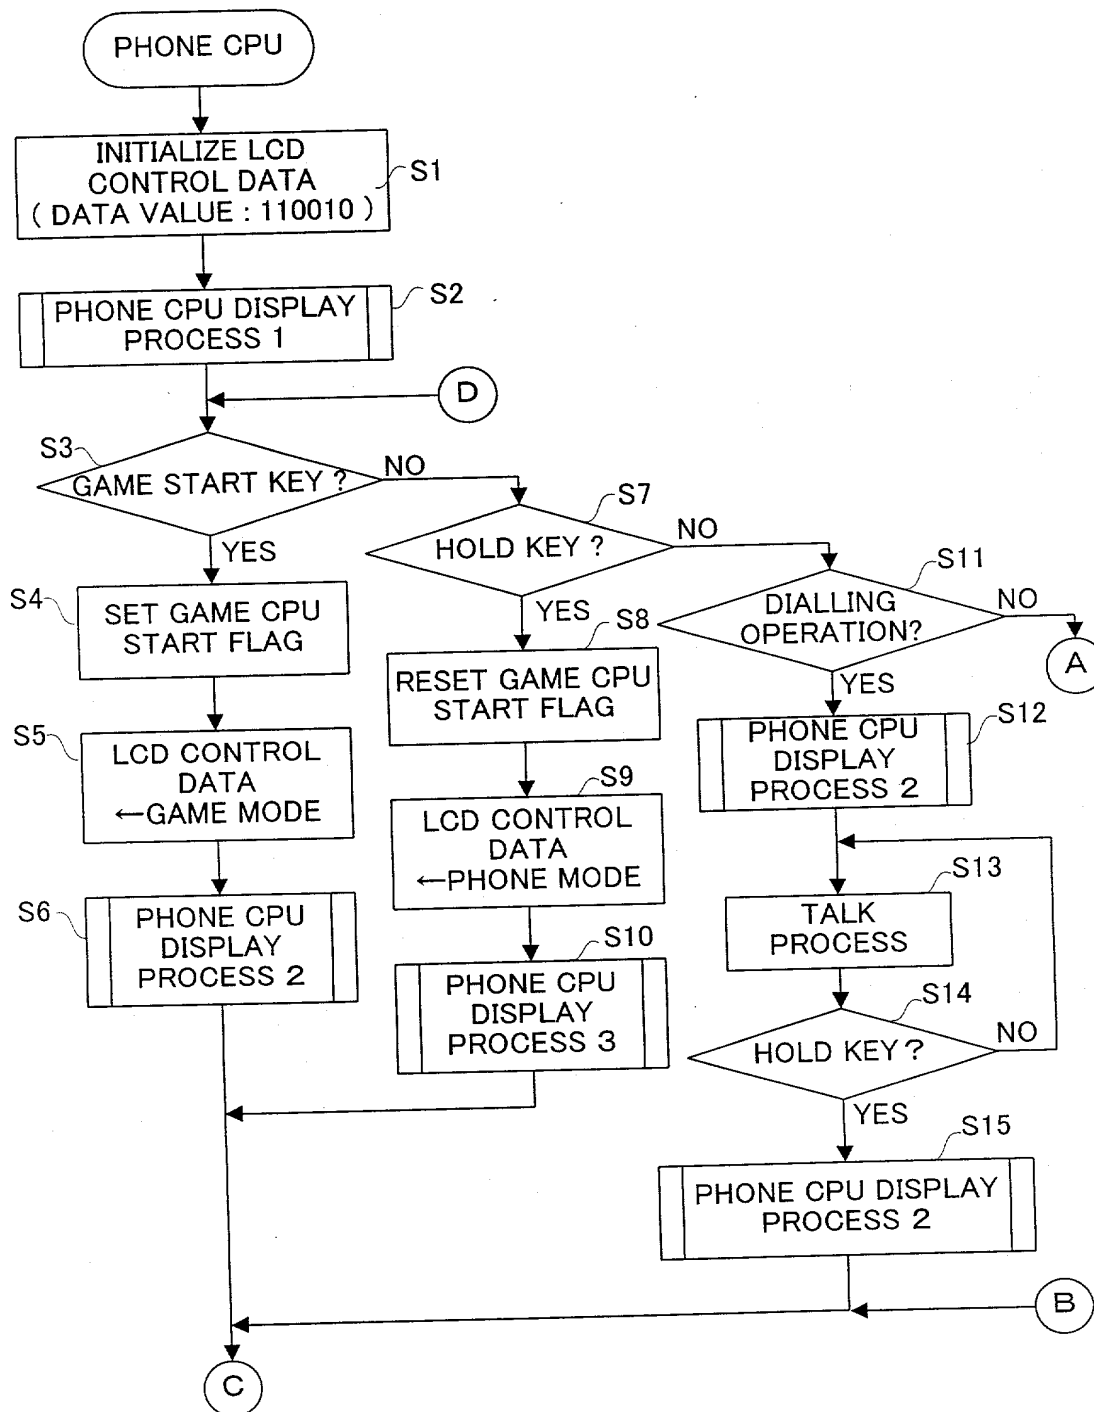 PHONE CPU
INITIALIZE LCD
CONTROL DATA
( DATA VALUE : 110010 )
S1
PHONE CPU DISPLAY
PROCESS 1
S2
D
S3
GAME START KEY ?
NO
YES
S4
SET GAME CPU
START FLAG
S5
LCD CONTROL
DATA
←GAME MODE
S6
PHONE CPU
DISPLAY
PROCESS 2
S7
HOLD KEY ?
NO
YES
S8
RESET GAME CPU
START FLAG
S9
LCD CONTROL
DATA
←PHONE MODE
S10
PHONE CPU
DISPLAY
PROCESS 3
S11
DIALLING
OPERATION?
NO
A
YES
S12
PHONE CPU
DISPLAY
PROCESS 2
S13
TALK
PROCESS
S14
HOLD KEY ?
NO
YES
S15
PHONE CPU DISPLAY
PROCESS 2
B
C